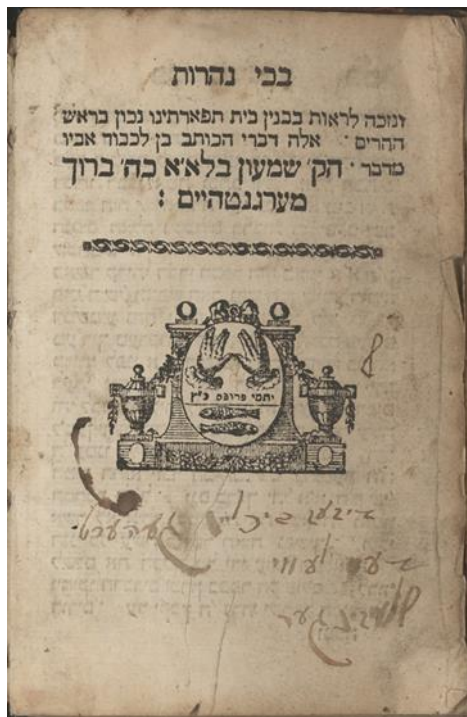 בכי נהרות
ונזכה לראות בבנין בית תפארתינו נכון בראש
ההרים · אלה דברי הכותב בן לכבוד אביו
מדבר · הק׳ שמעון בלא״א כה׳ ברוך
מערגנטהיים :
יתמי פרופס כ״ץ